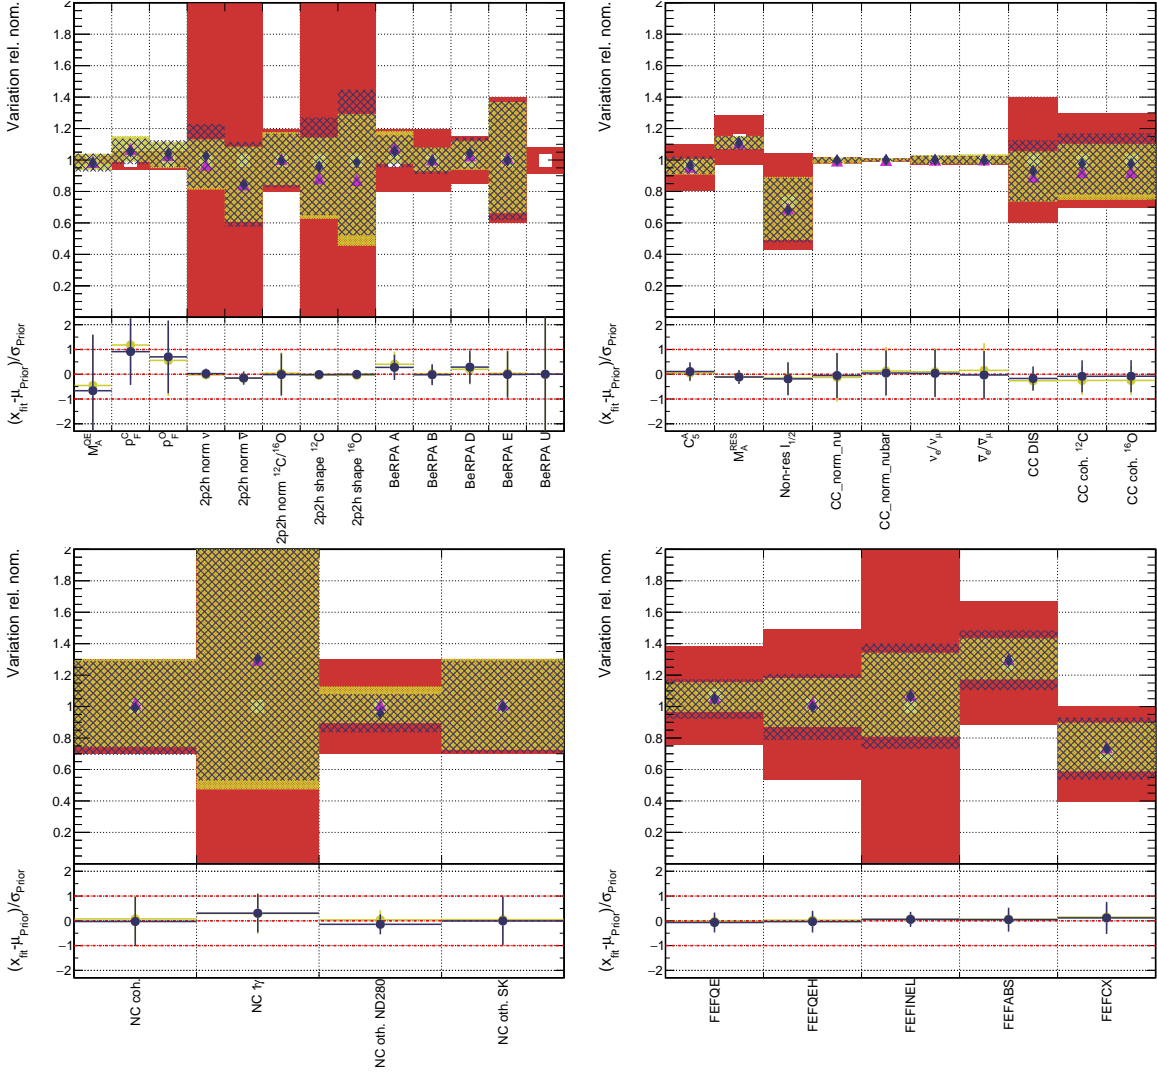 Variation rel. nom.
2
1.8
1.6
1.4
1.2
1
0.8
0.6
0.4
0.2
(x_fit-μ_Prior)/σ_Prior
2
1
0
−1
−2
M_A^QE
p_F^C
p_F^O
2p2h norm ν
2p2h norm ν̅
2p2h norm ¹²C/¹⁶O
2p2h shape ¹²C
2p2h shape ¹⁶O
BeRPA A
BeRPA B
BeRPA D
BeRPA E
BeRPA U
Variation rel. nom.
2
1.8
1.6
1.4
1.2
1
0.8
0.6
0.4
0.2
(x_fit-μ_Prior)/σ_Prior
2
1
0
−1
−2
C_5^A
M_A^RES
Non-res I_1/2
CC_norm_nu
CC_norm_nubar
ν_e/ν_μ
ν̅_e/ν̅_μ
CC DIS
CC coh. ¹²C
CC coh. ¹⁶O
Variation rel. nom.
2
1.8
1.6
1.4
1.2
1
0.8
0.6
0.4
0.2
(x_fit-μ_Prior)/σ_Prior
2
1
0
−1
−2
NC coh.
NC 1γ
NC oth. ND280
NC oth. SK
Variation rel. nom.
2
1.8
1.6
1.4
1.2
1
0.8
0.6
0.4
0.2
(x_fit-μ_Prior)/σ_Prior
2
1
0
−1
−2
FEFQE
FEFQEH
FEFINEL
FEFABS
FEFCX